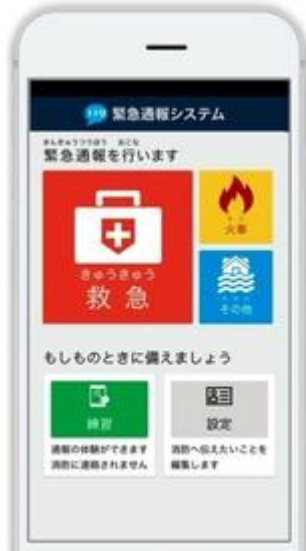 119 緊急通報システム
きんきゅうつうほう おこな
緊急通報を行います
きゅうきゅう
救急
火事
その他
もしものときに備えましょう
練習
設定
通報の体験ができます
消防に連絡されません
消防へ伝えたいことを
編集します